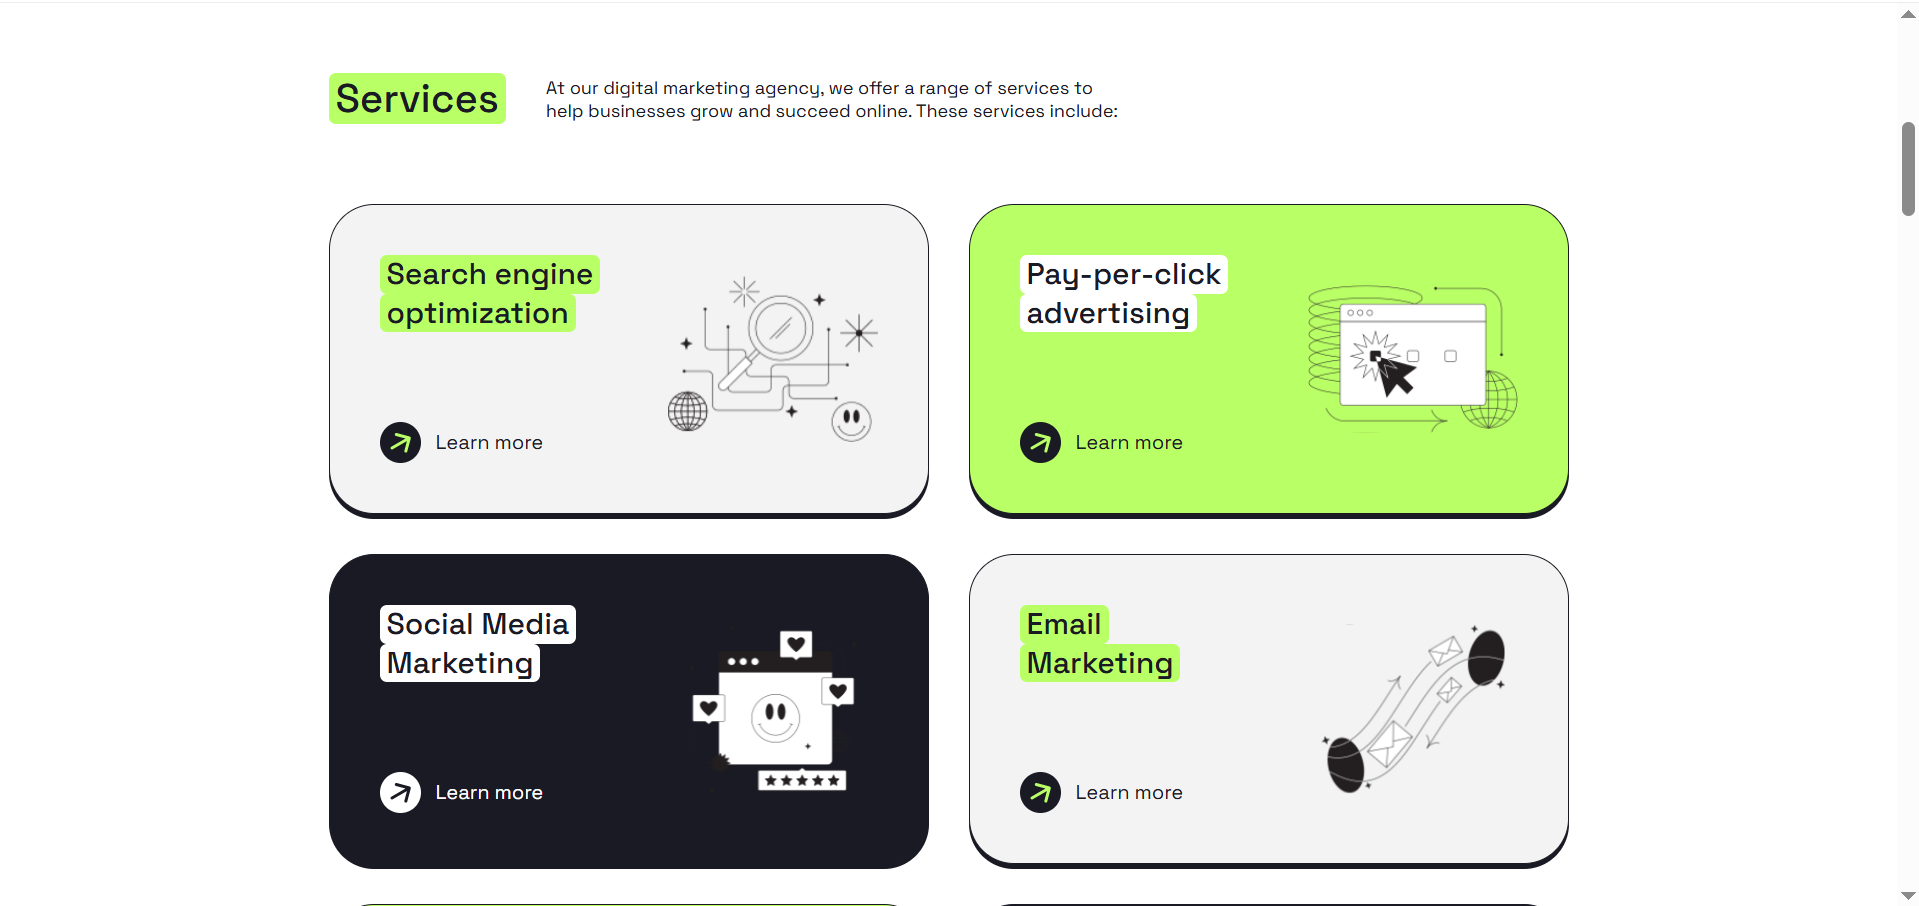 Services
At our digital marketing agency, we offer a range of services to
help businesses grow and succeed online. These services include:
Search engine
optimization
Learn more
Pay-per-click
advertising
Learn more
Social Media
Marketing
Learn more
Email
Marketing
Learn more